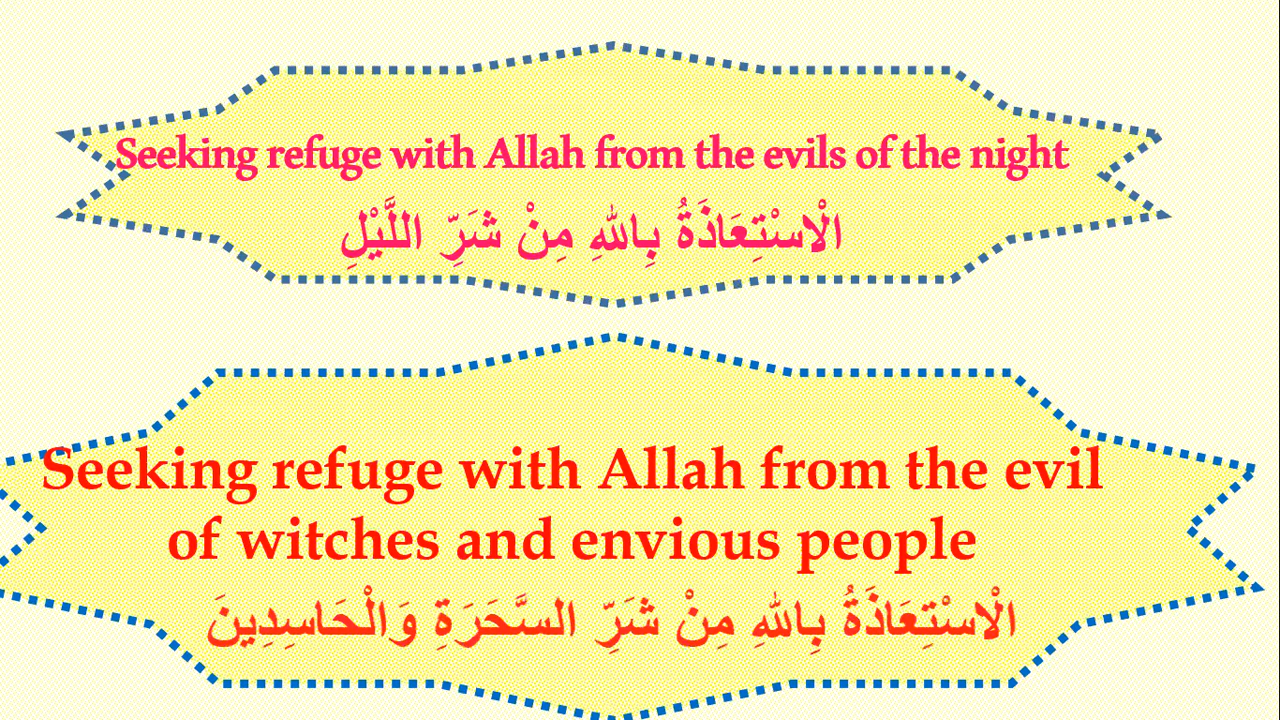 Seeking refuge with Allah from the evils of the night
الْاسْتِعَاذَةُ بِاللهِ مِنْ شَرِّ اللَّيْلِ
Seeking refuge with Allah from the evil
of witches and envious people
الْاسْتِعَاذَةُ بِاللهِ مِنْ شَرِّ السَّحَرَةِ وَالْحَاسِدِينَ